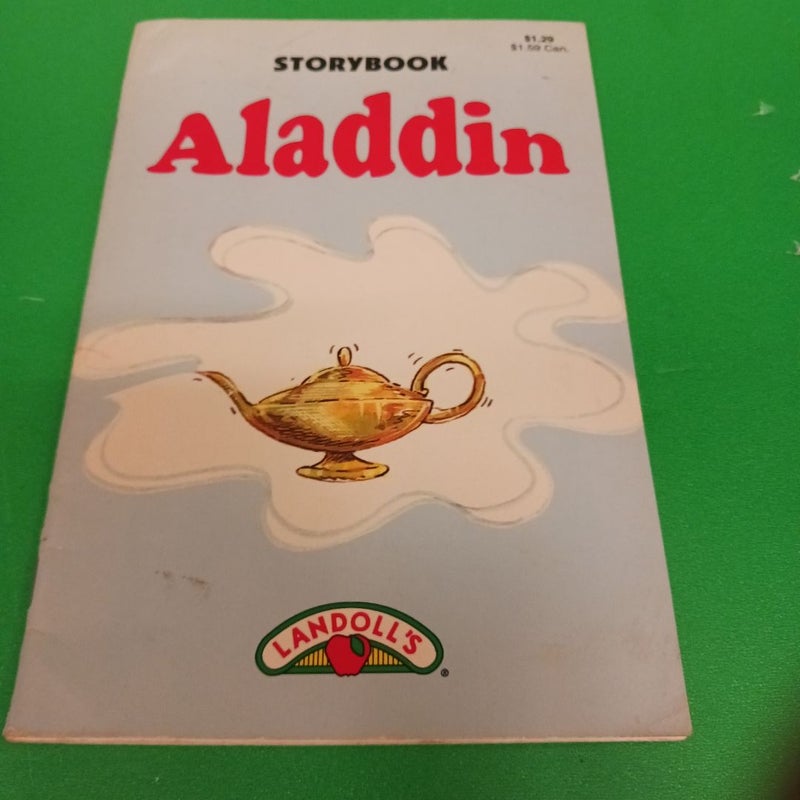 $1.29
$1.59 Can.
STORYBOOK
Aladdin
LANDOLL'S
®